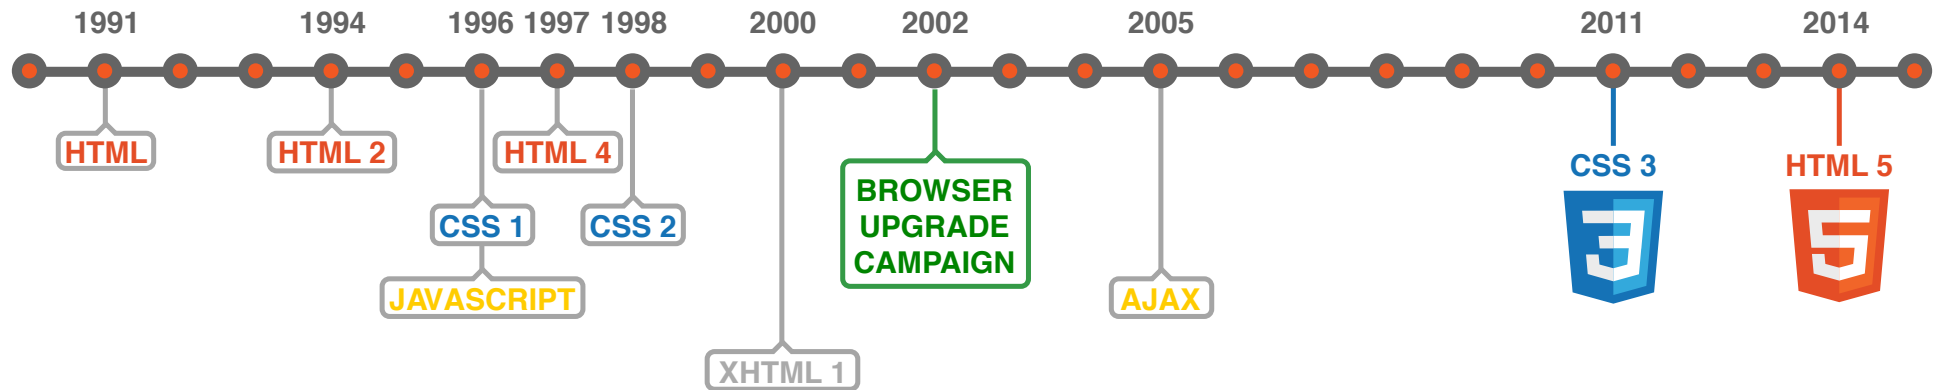 1991 1994 1996 1997 1998 2000 2002 2005 2011 2014
HTML HTML 2 HTML 4 CSS 3 HTML 5
BROWSER
CSS 1 CSS 2 UPGRADE
CAMPAIGN
JAVASCRIPT AJAX
XHTML 1